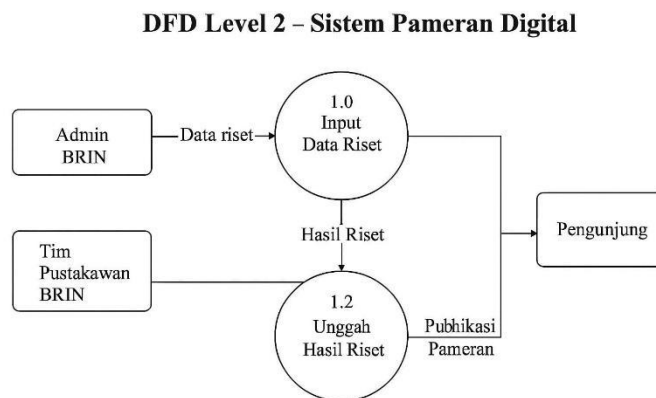 DFD Level 2 – Sistem Pameran Digital
Admin
BRIN
Data riset
1.0
Input
Data Riset
Hasil Riset
Tim
Pustakawan
BRIN
1.2
Unggah
Hasil Riset
Pubhikasi
Pameran
Pengunjung